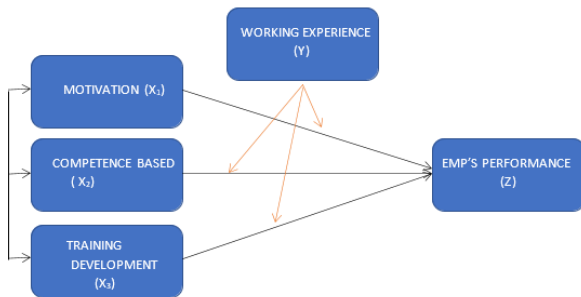 WORKING EXPERIENCE
(Y)
MOTIVATION (X₁)
COMPETENCE BASED
( X₂)
EMP'S PERFORMANCE
(Z)
TRAINING
DEVELOPMENT
(X₃)